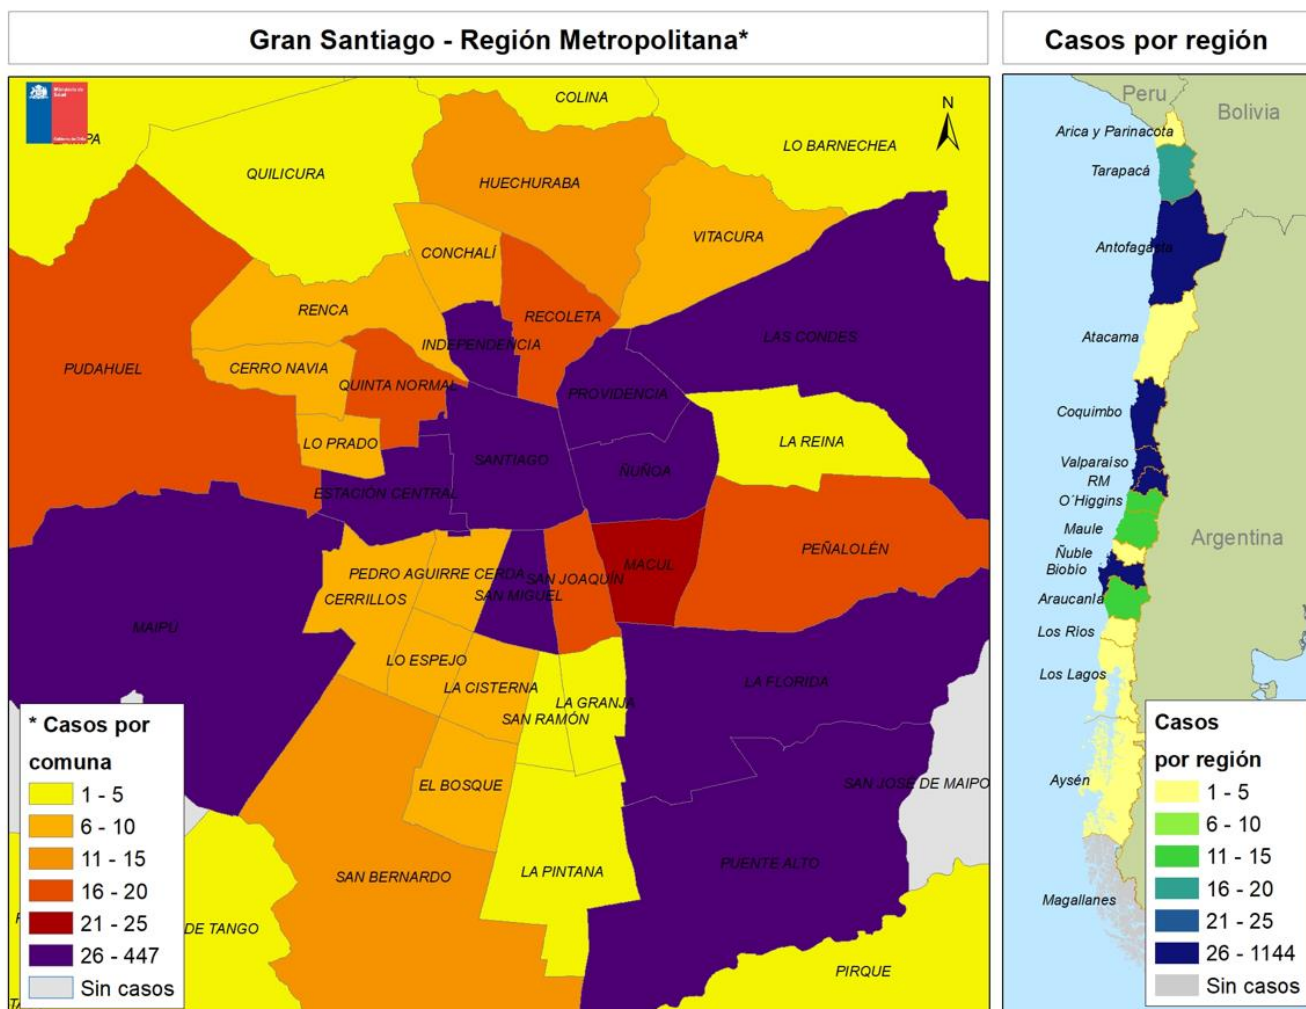 Gran Santiago - Región Metropolitana*
COLINA
N
LO BARNECHEA
QUILICURA
HUECHURABA
VITACURA
CONCHALÍ
RENCA
RECOLETA
INDEPENDENCIA
LAS CONDES
PUDAHUEL
CERRO NAVIA
QUINTA NORMAL
PROVIDENCIA
LO PRADO
LA REINA
SANTIAGO
ÑUÑOA
ESTACIÓN CENTRAL
PEÑALOLÉN
MACUL
PEDRO AGUIRRE CERDA
SAN JOAQUÍN
SAN MIGUEL
CERRILLOS
MAIPÚ
LO ESPEJO
LA CISTERNA
LA FLORIDA
LA GRANJA
SAN RAMÓN
EL BOSQUE
SAN JOSE DE MAIPO
PUENTE ALTO
LA PINTANA
SAN BERNARDO
DE TANGO
PIRQUE
* Casos por
comuna
1 - 5
6 - 10
11 - 15
16 - 20
21 - 25
26 - 447
Sin casos
Casos por región
Peru
Bolivia
Arica y Parinacota
Tarapacá
Antofagasta
Atacama
Coquimbo
Valparaíso
RM
O´Higgins
Maule
Argentina
Ñuble
Biobío
Araucanía
Los Rios
Los Lagos
Aysén
Magallanes
Casos
por región
1 - 5
6 - 10
11 - 15
16 - 20
21 - 25
26 - 1144
Sin casos